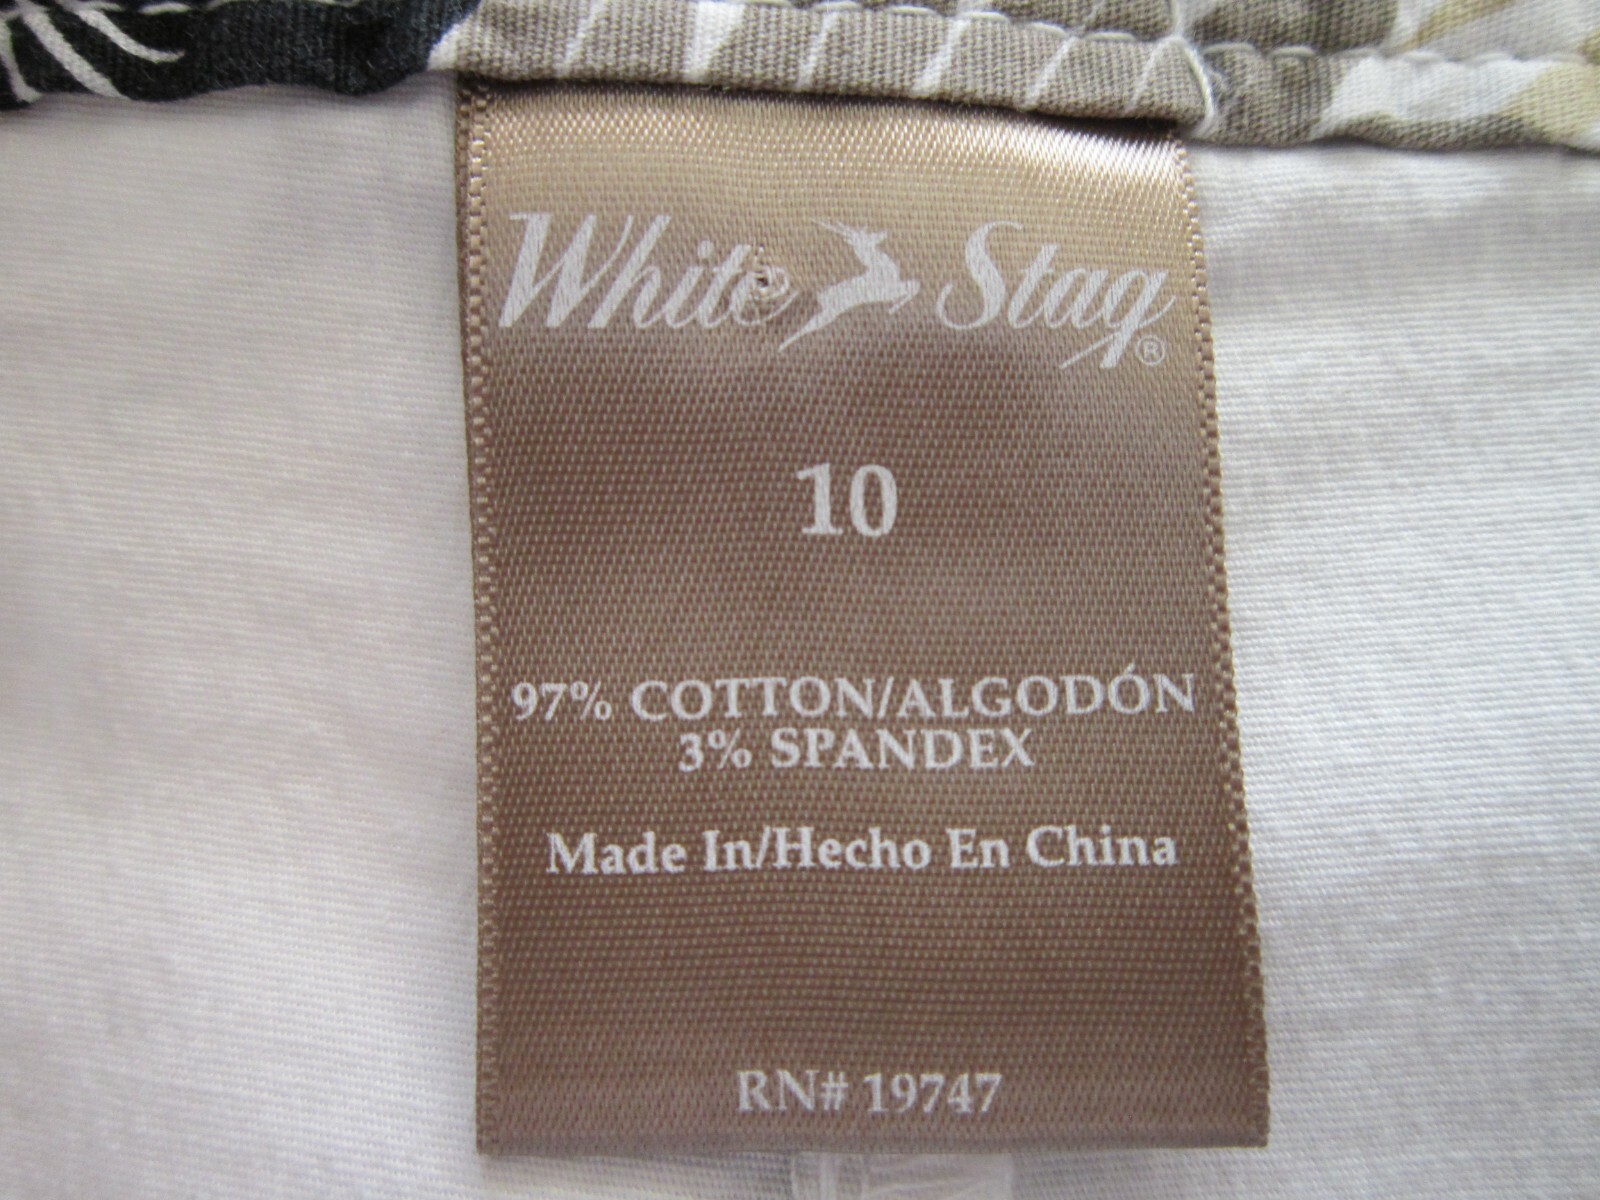 White Stag®
10
97% COTTON/ALGODÓN
3% SPANDEX
Made In/Hecho En China
RN# 19747